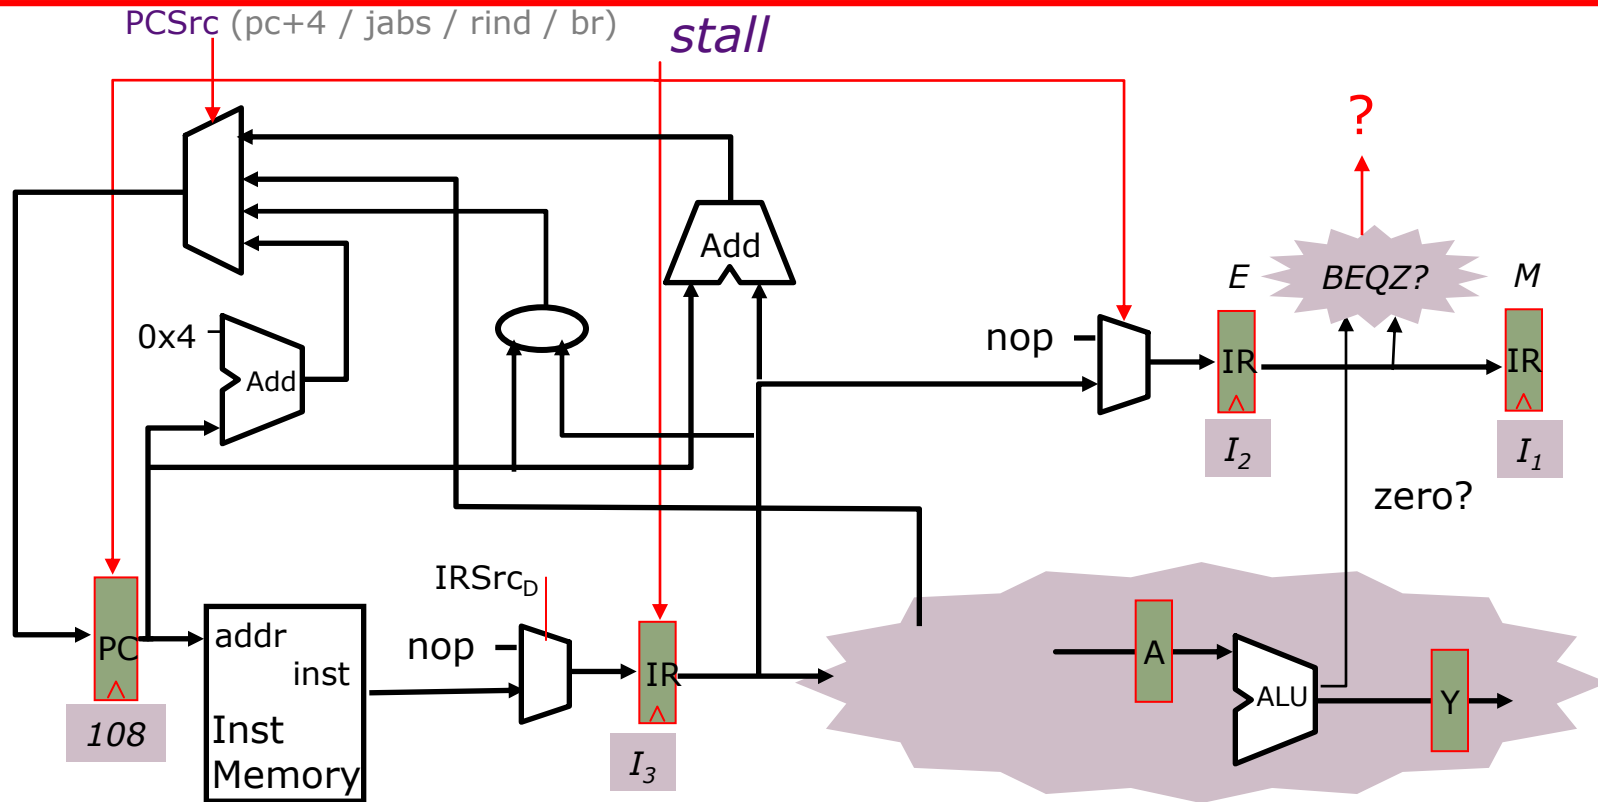 PCSrc (pc+4 / jabs / rind / br)
stall
?
Add
E
BEQZ?
M
0x4
Add
nop
IR
IR
I2
I1
zero?
IRSrcD
PC
addr
inst
nop
IR
A
ALU
Y
108
Inst
Memory
I3